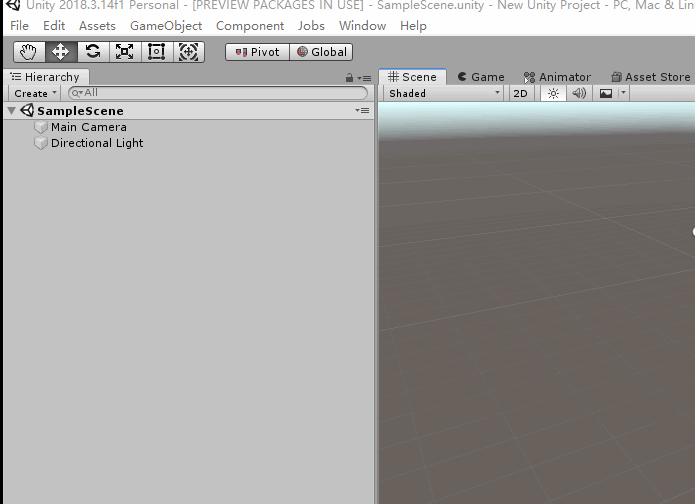 Unity 2018.3.14f1 Personal - [PREVIEW PACKAGES IN USE] - SampleScene.unity - New Unity Project - PC, Mac & Lin
File Edit Assets GameObject Component Jobs Window Help
Pivot Global
Hierarchy
Scene Game Animator Asset Store
Create All
Shaded 2D
SampleScene
Main Camera
Directional Light